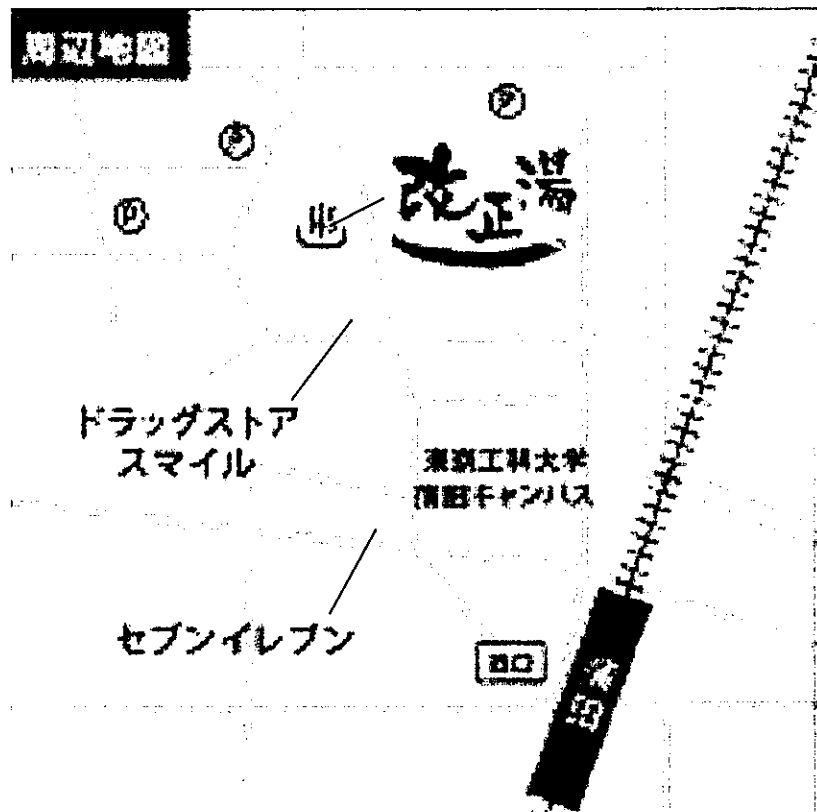 周辺地図
P
P
P
改正湯
ドラッグストア
スマイル
東京工科大学
蒲田キャンパス
セブンイレブン
西口
蒲田